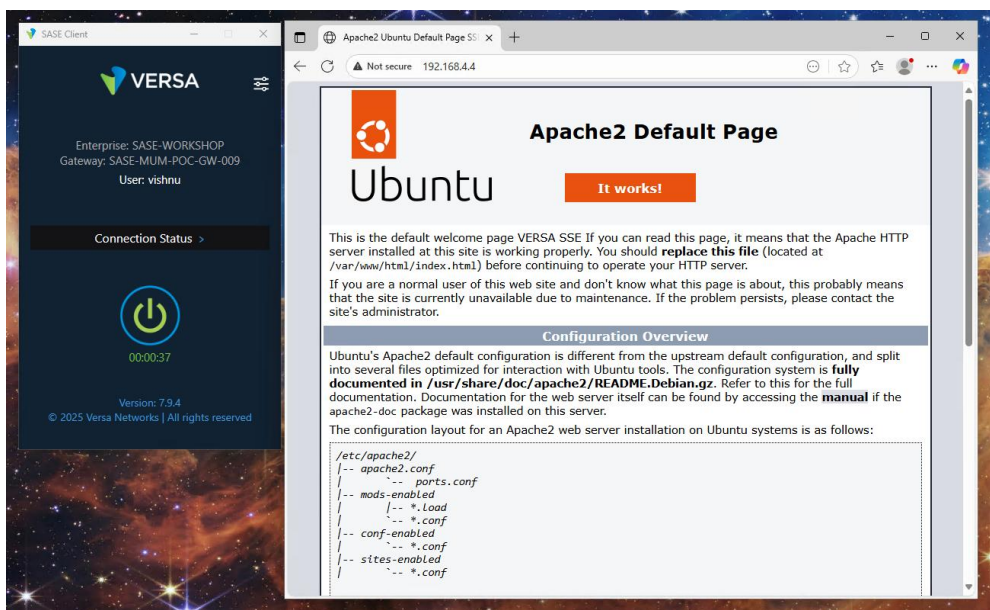 SASE Client
VERSA
Enterprise: SASE-WORKSHOP
Gateway: SASE-MUM-POC-GW-009
User: vishnu
Connection Status >
00:00:37
Version: 7.9.4
© 2025 Versa Networks | All rights reserved
Apache2 Ubuntu Default Page SS
Not secure 192.168.4.4
Ubuntu
Apache2 Default Page
It works!
This is the default welcome page VERSA SSE If you can read this page, it means that the Apache HTTP
server installed at this site is working properly. You should replace this file (located at
/var/www/html/index.html) before continuing to operate your HTTP server.
If you are a normal user of this web site and don't know what this page is about, this probably means
that the site is currently unavailable due to maintenance. If the problem persists, please contact the
site's administrator.
Configuration Overview
Ubuntu's Apache2 default configuration is different from the upstream default configuration, and split
into several files optimized for interaction with Ubuntu tools. The configuration system is fully
documented in /usr/share/doc/apache2/README.Debian.gz. Refer to this for the full
documentation. Documentation for the web server itself can be found by accessing the manual if the
apache2-doc package was installed on this server.
The configuration layout for an Apache2 web server installation on Ubuntu systems is as follows:
/etc/apache2/
|-- apache2.conf
|       `--  ports.conf
|-- mods-enabled
|       |-- *.load
|       `-- *.conf
|-- conf-enabled
|       `-- *.conf
|-- sites-enabled
|       `-- *.conf